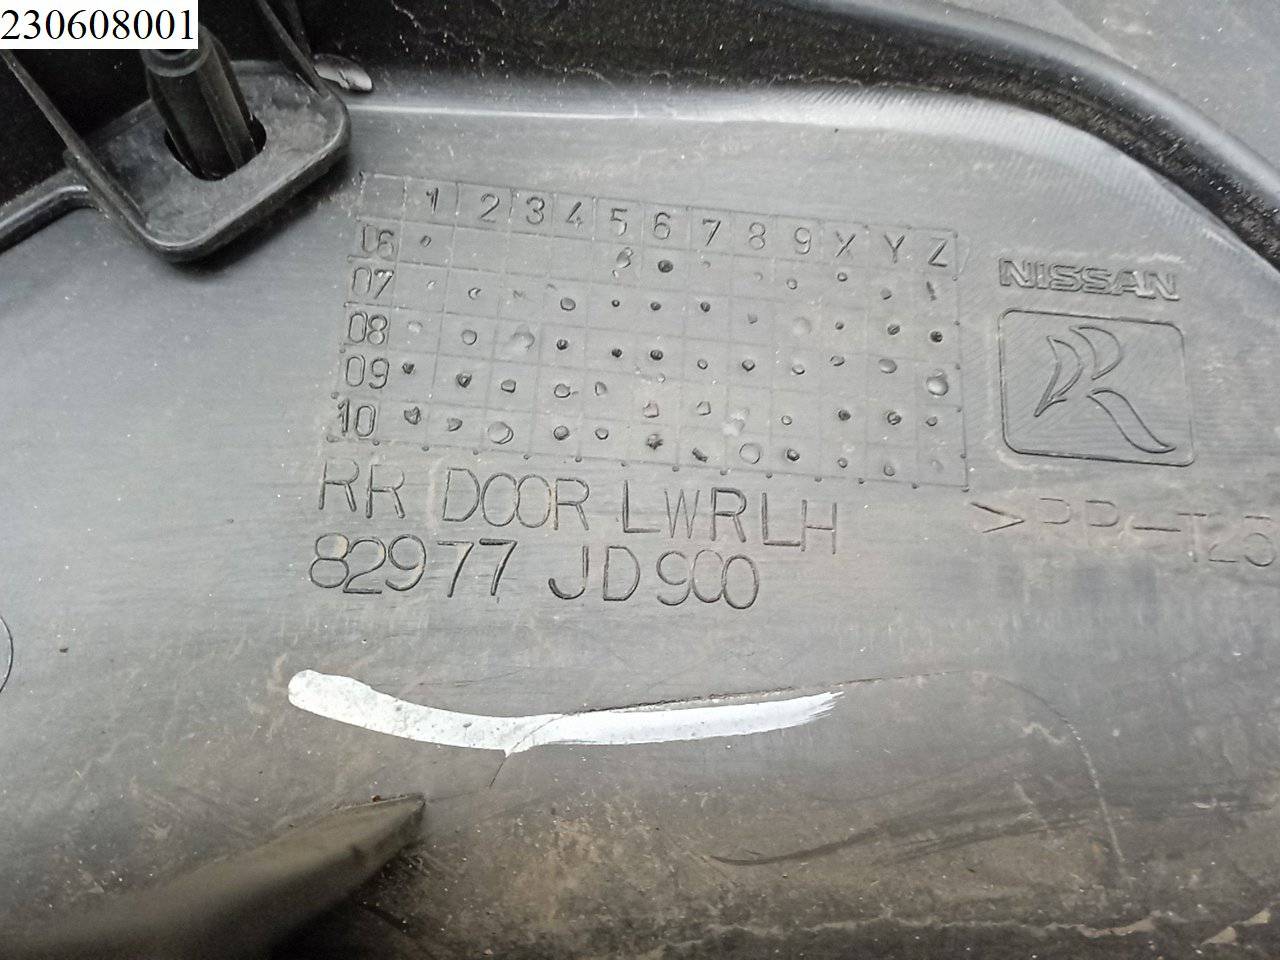 230608001
1 2 3 4 5 6 7 8 9 X Y Z
06
07
08
09
10
NISSAN
RR DOOR LWR LH
82977 JD900
>PP-T25